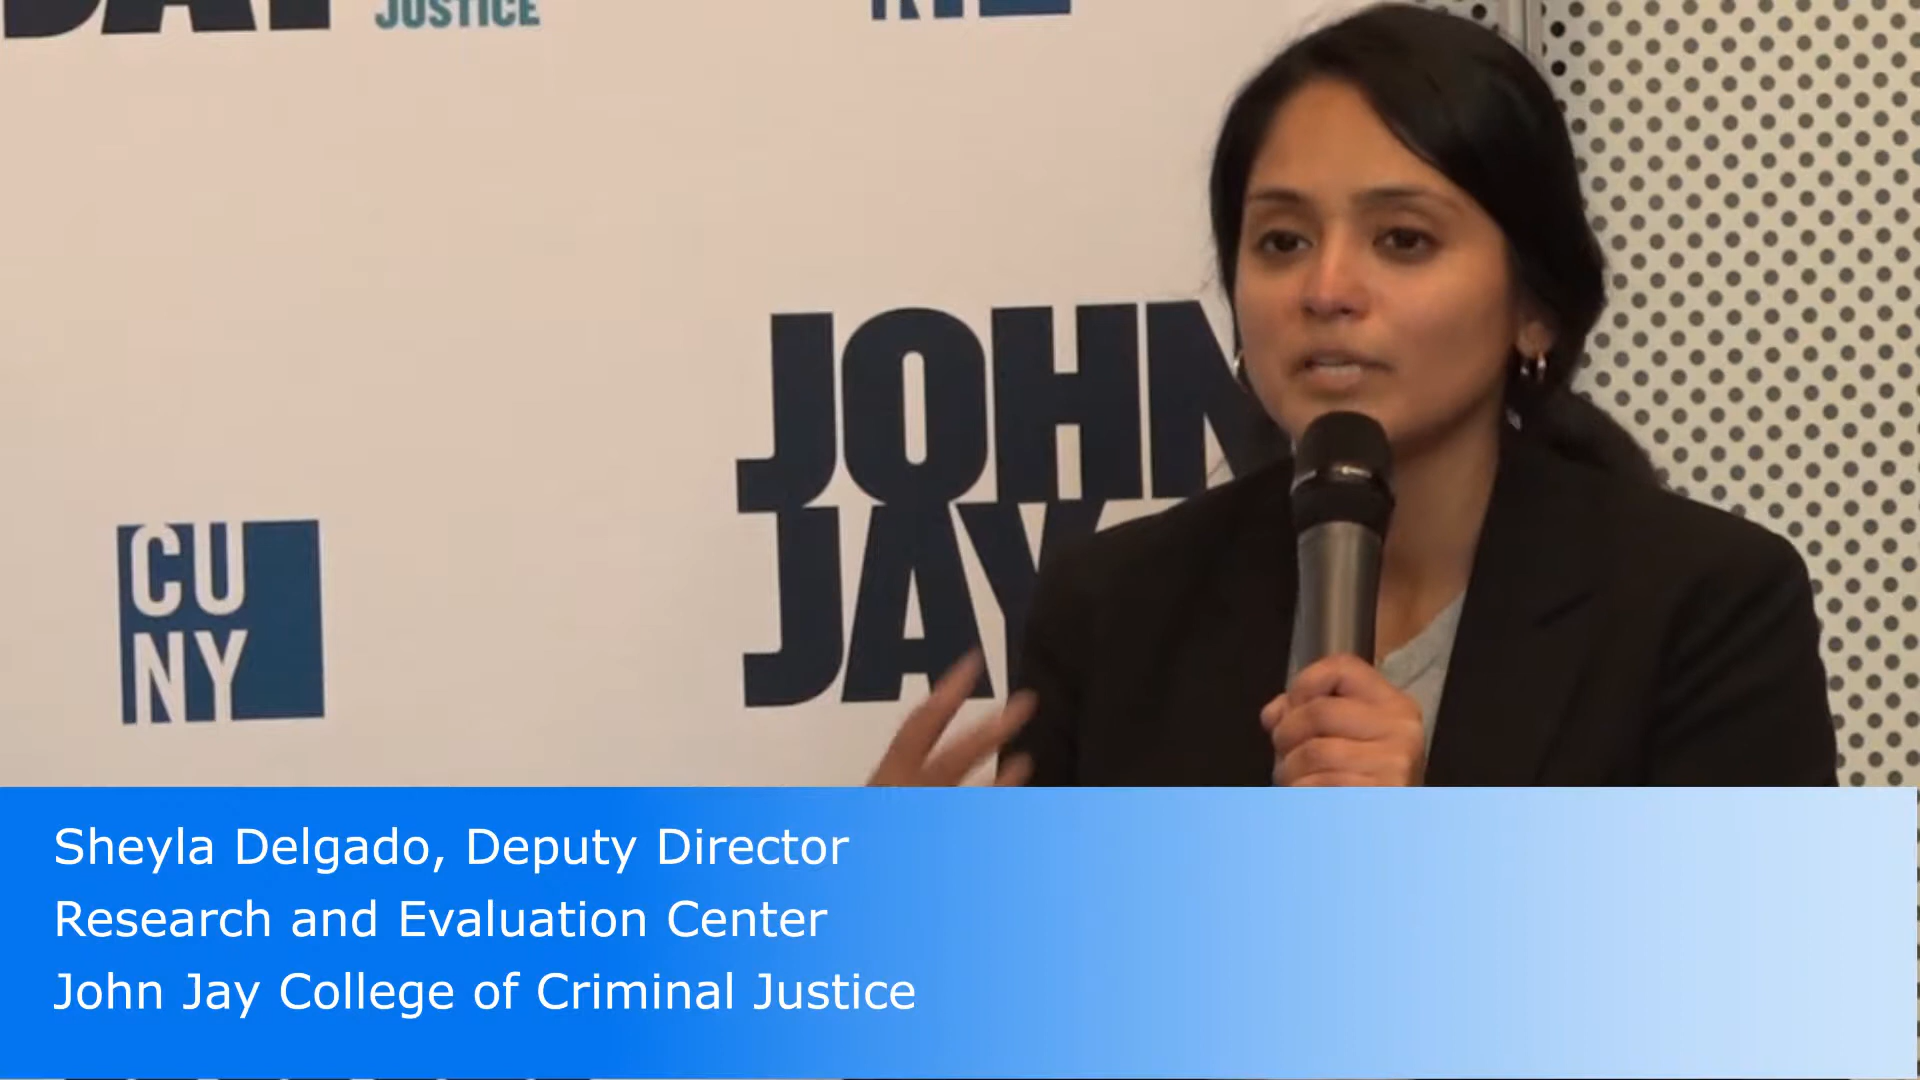 JUSTICE
CU
NY
JOHN
JAY
Sheyla Delgado, Deputy Director
Research and Evaluation Center
John Jay College of Criminal Justice